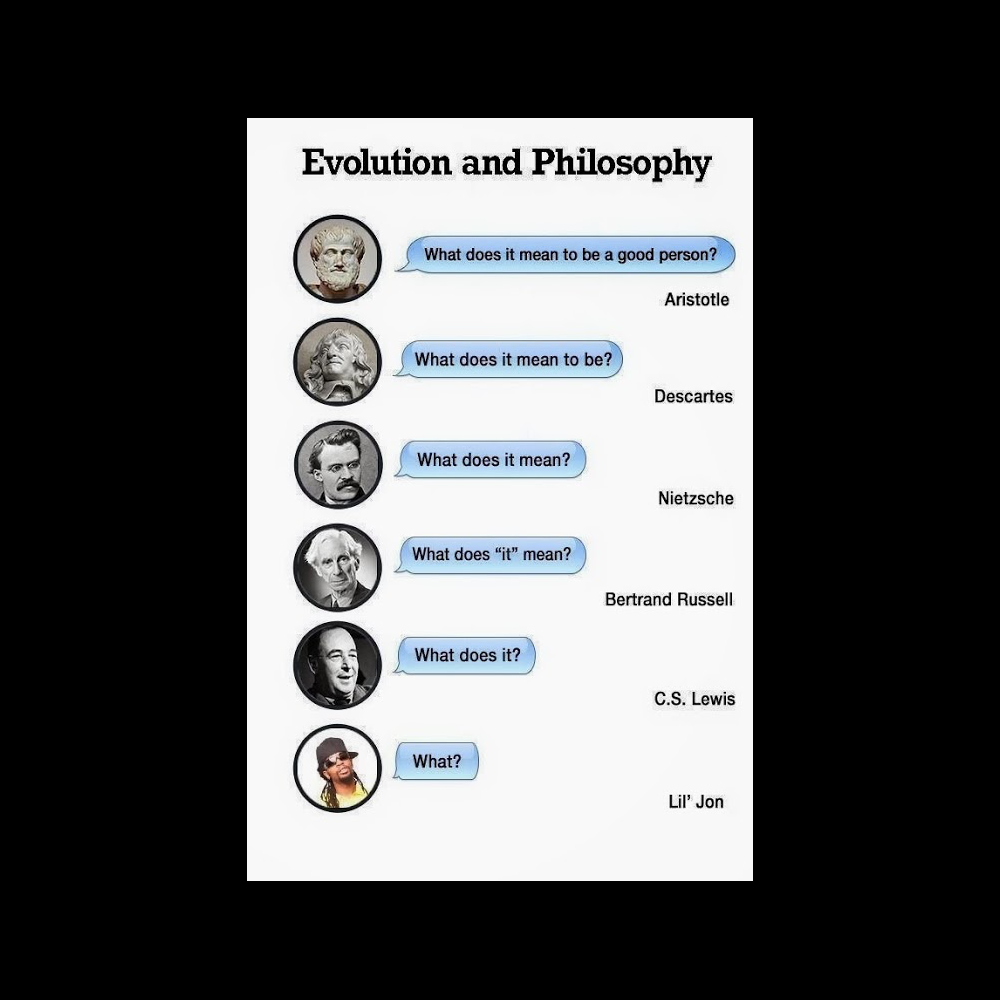 Evolution and Philosophy
What does it mean to be a good person?
Aristotle
What does it mean to be?
Descartes
What does it mean?
Nietzsche
What does “it” mean?
Bertrand Russell
What does it?
C.S. Lewis
What?
Lil’ Jon